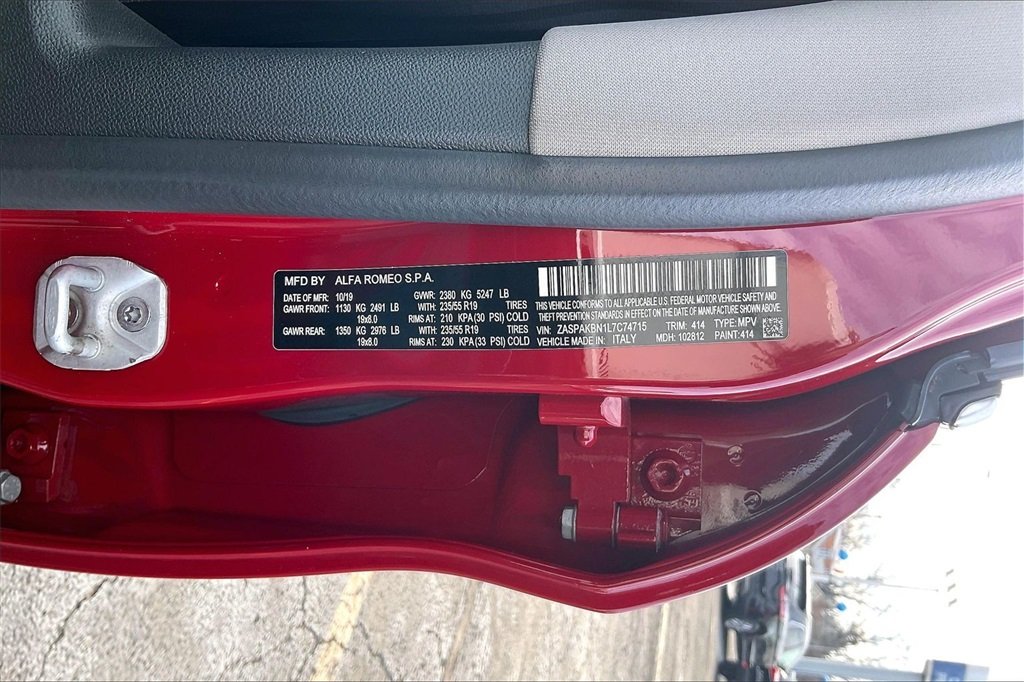 MFD BY ALFA ROMEO S.P.A.
DATE OF MFR: 10/19 GVWR: 2380 KG 5247 LB
GAWR FRONT: 1130 KG 2491 LB WITH: 235/55 R19 TIRES
19x8.0 RIMS AT: 210 KPA(30 PSI) COLD
GAWR REAR: 1350 KG 2976 LB WITH: 235/55 R19 TIRES
19x8.0 RIMS AT: 230 KPA(33 PSI) COLD
THIS VEHICLE CONFORMS TO ALL APPLICABLE U.S. FEDERAL MOTOR VEHICLE SAFETY AND
THEFT PREVENTION STANDARDS IN EFFECT ON THE DATE OF MANUFACTURE SHOWN ABOVE.
VIN: ZASPAKBN1L7C74715 TRIM: 414 TYPE: MPV
VEHICLE MADE IN: ITALY MDH: 102812 PAINT: 414